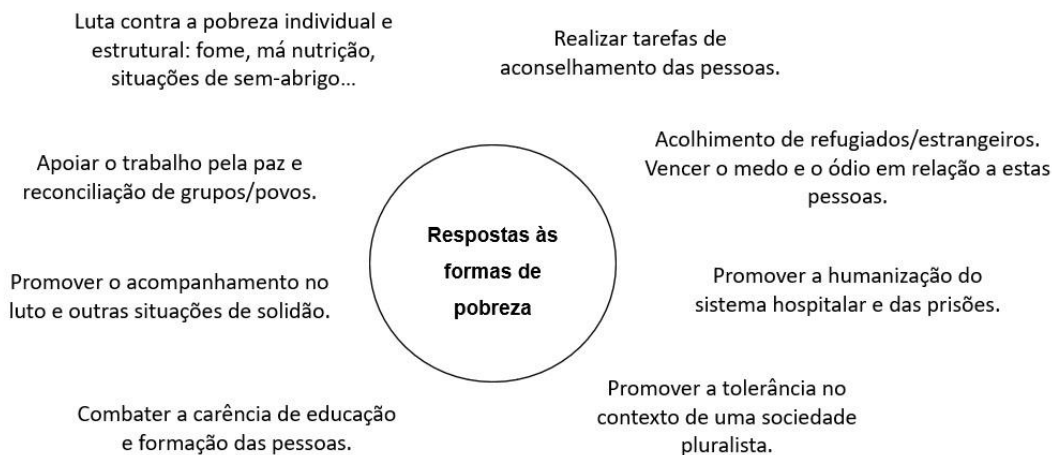 Luta contra a pobreza individual e
estrutural: fome, má nutrição,
situações de sem-abrigo...
Realizar tarefas de
aconselhamento das pessoas.
Apoiar o trabalho pela paz e
reconciliação de grupos/povos.
Acolhimento de refugiados/estrangeiros.
Vencer o medo e o ódio em relação a estas
pessoas.
Respostas às
formas de
pobreza
Promover o acompanhamento no
luto e outras situações de solidão.
Promover a humanização do
sistema hospitalar e das prisões.
Combater a carência de educação
e formação das pessoas.
Promover a tolerância no
contexto de uma sociedade
pluralista.